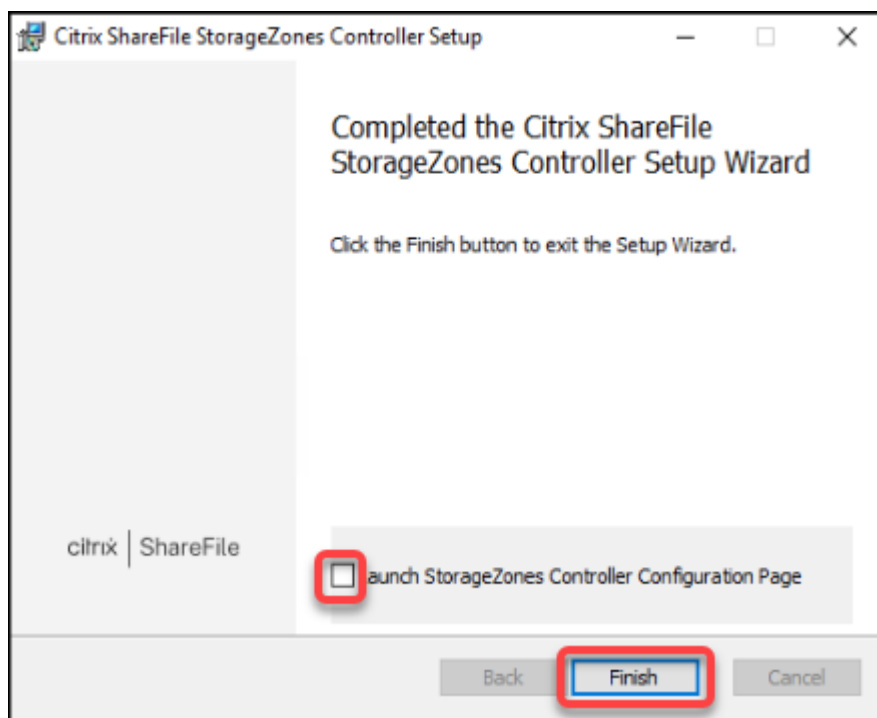 Citrix ShareFile StorageZones Controller Setup
Completed the Citrix ShareFile
StorageZones Controller Setup Wizard
Click the Finish button to exit the Setup Wizard.
citrix | ShareFile
aunch StorageZones Controller Configuration Page
Back Finish Cancel